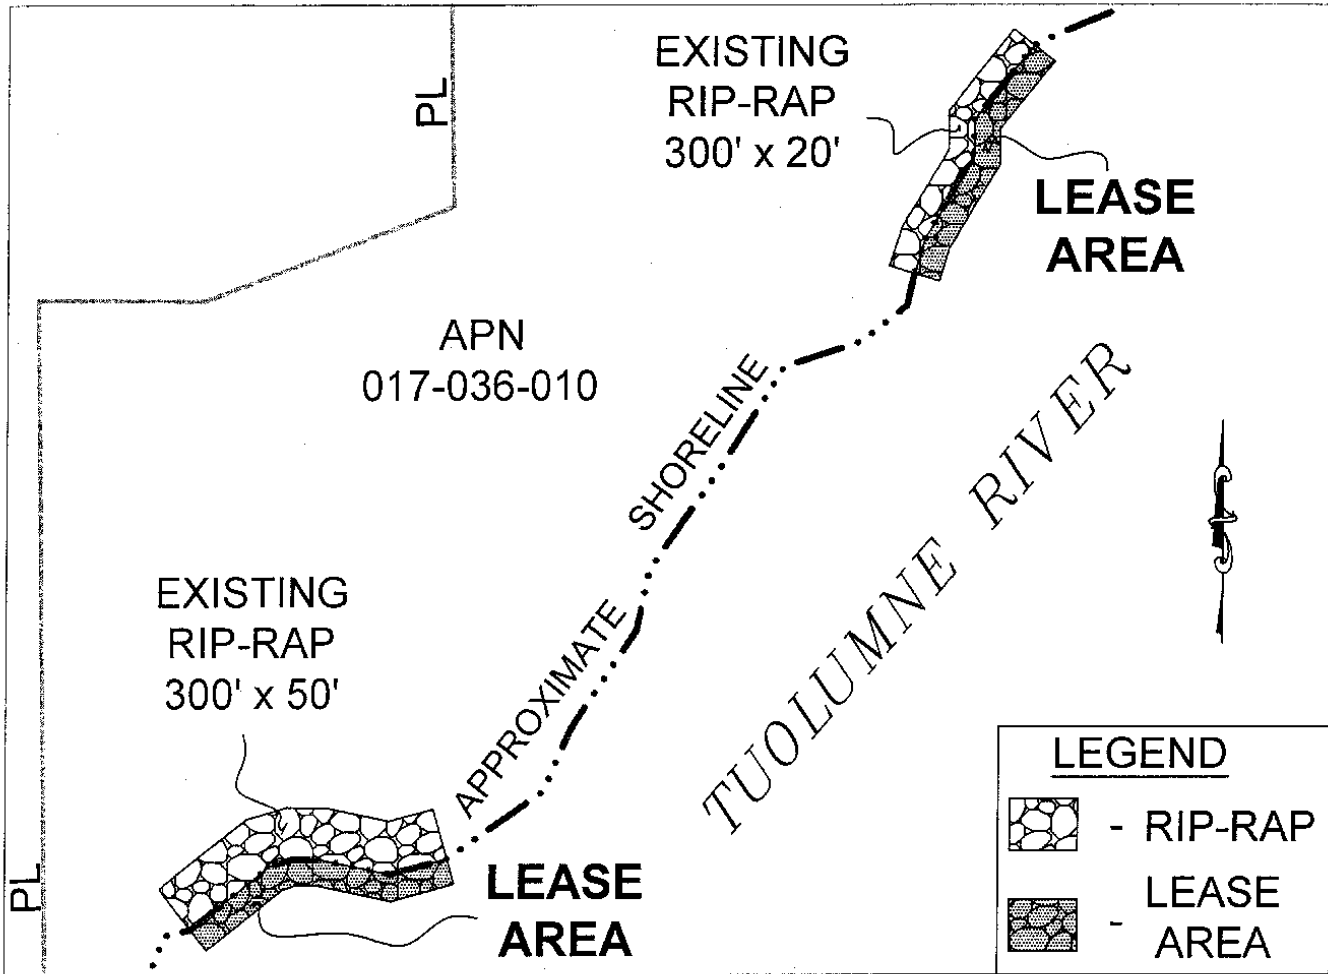 PL
EXISTING
RIP-RAP
300' x 20'
LEASE
AREA
APN
017-036-010
APPROXIMATE SHORELINE
TUOLUMNE RIVER
EXISTING
RIP-RAP
300' x 50'
PL
LEASE
AREA
LEGEND
- RIP-RAP
- LEASE
AREA